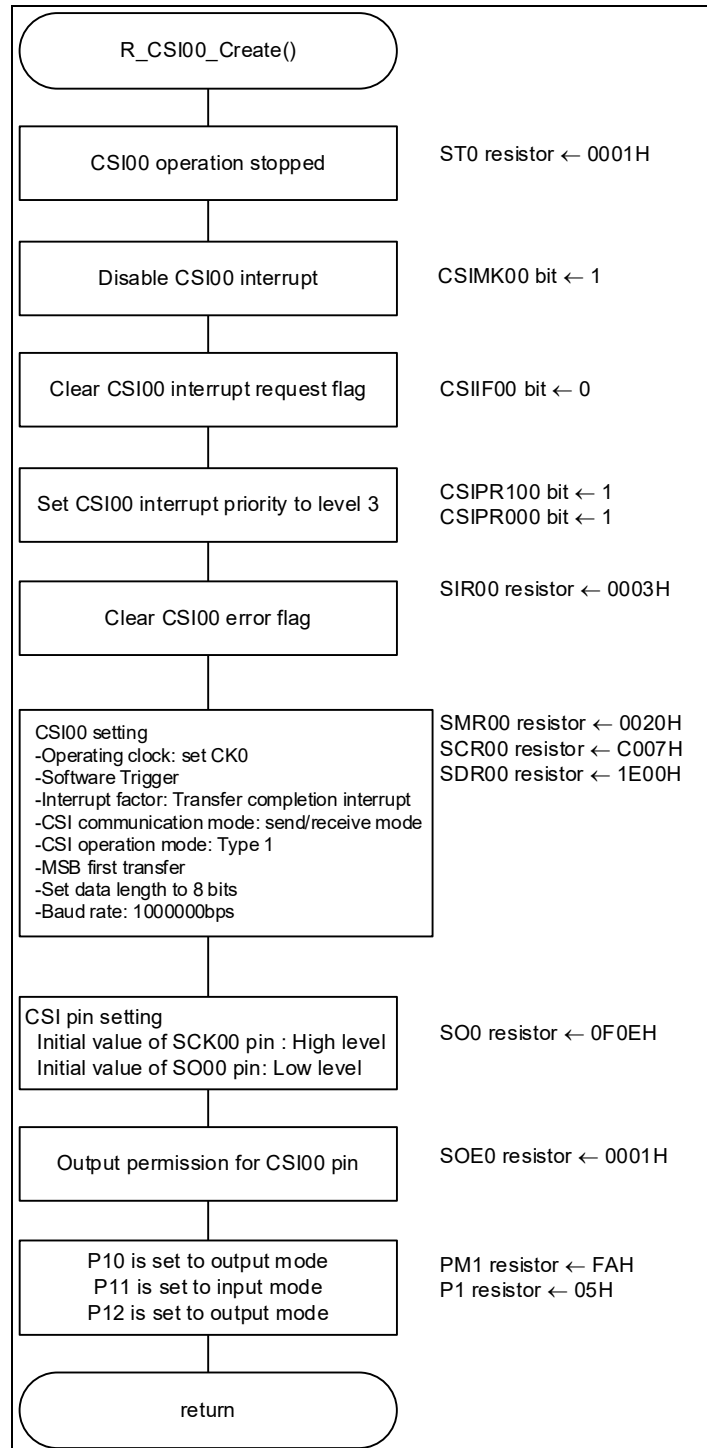 R_CSI00_Create()
CSI00 operation stopped
ST0 resistor ← 0001H
Disable CSI00 interrupt
CSIMK00 bit ← 1
Clear CSI00 interrupt request flag
CSIIF00 bit ← 0
Set CSI00 interrupt priority to level 3
CSIPR100 bit ← 1
CSIPR000 bit ← 1
Clear CSI00 error flag
SIR00 resistor ← 0003H
CSI00 setting
-Operating clock: set CK0
-Software Trigger
-Interrupt factor: Transfer completion interrupt
-CSI communication mode: send/receive mode
-CSI operation mode: Type 1
-MSB first transfer
-Set data length to 8 bits
-Baud rate: 1000000bps
SMR00 resistor ← 0020H
SCR00 resistor ← C007H
SDR00 resistor ← 1E00H
CSI pin setting
Initial value of SCK00 pin : High level
Initial value of SO00 pin: Low level
SO0 resistor ← 0F0EH
Output permission for CSI00 pin
SOE0 resistor ← 0001H
P10 is set to output mode
P11 is set to input mode
P12 is set to output mode
PM1 resistor ← FAH
P1 resistor ← 05H
return